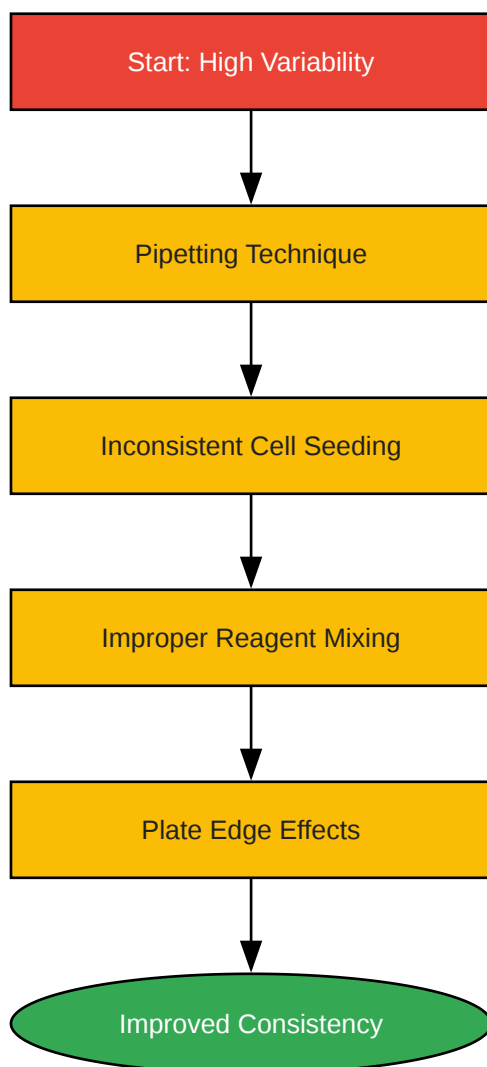 Start: High Variability
Pipetting Technique
Inconsistent Cell Seeding
Improper Reagent Mixing
Plate Edge Effects
Improved Consistency